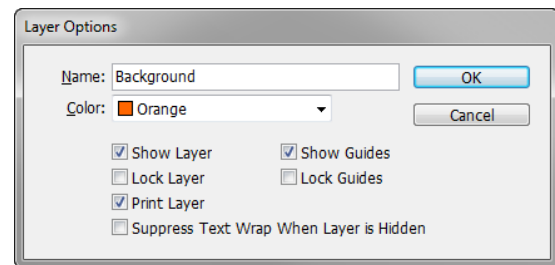 Layer Options
Name: Background OK
Color: Orange Cancel
Show Layer Show Guides
Lock Layer Lock Guides
Print Layer
Suppress Text Wrap When Layer is Hidden